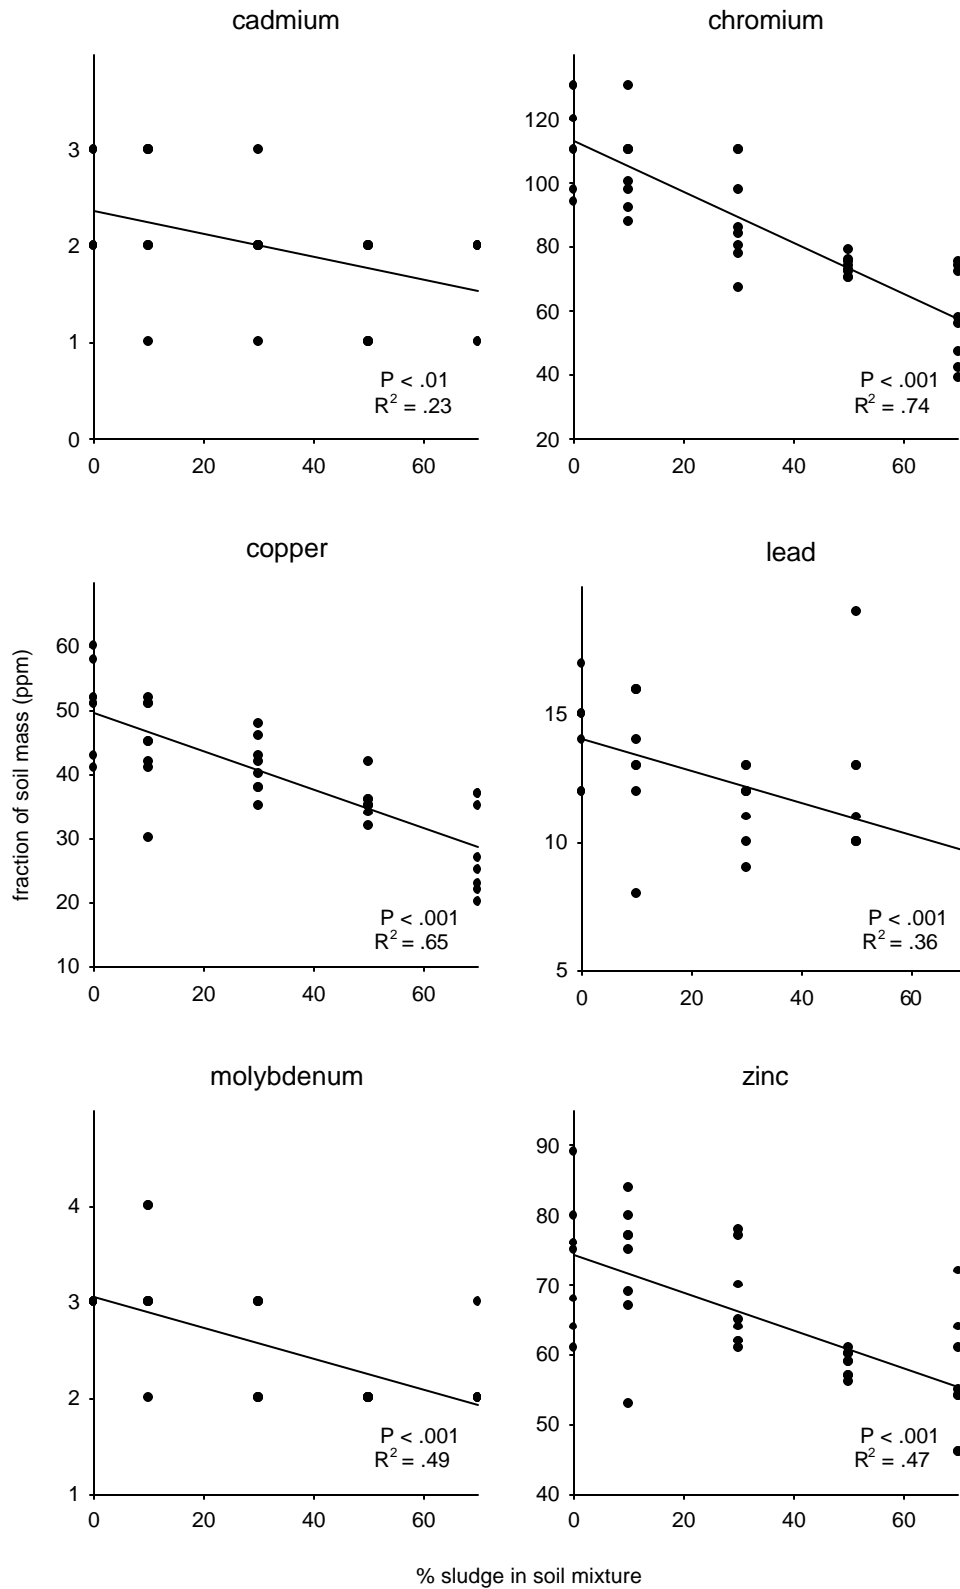 cadmium
3
2
1
0
0 20 40 60
P < .01
R² = .23
chromium
120
100
80
60
40
20
0 20 40 60
P < .001
R² = .74
copper
60
50
40
30
20
10
0 20 40 60
P < .001
R² = .65
lead
15
10
5
0 20 40 60
P < .001
R² = .36
fraction of soil mass (ppm)
molybdenum
4
3
2
1
0 20 40 60
P < .001
R² = .49
zinc
90
80
70
60
50
40
0 20 40 60
P < .001
R² = .47
% sludge in soil mixture